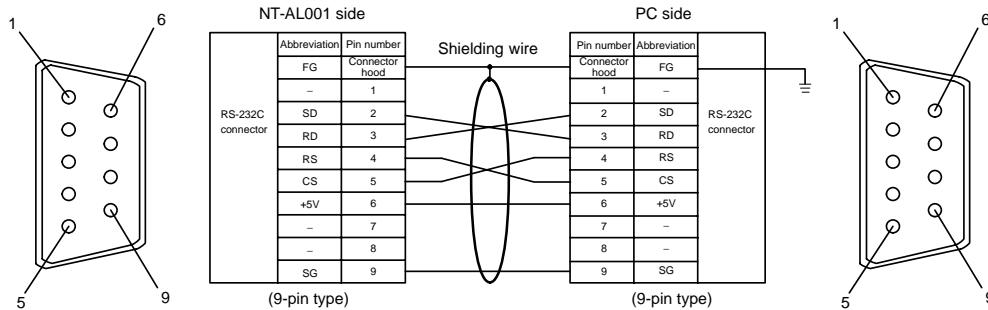 NT-AL001 side
PC side
1
6
5
9
RS-232C
connector
Abbreviation Pin number
FG Connector
hood
– 1
SD 2
RD 3
RS 4
CS 5
+5V 6
– 7
– 8
SG 9
(9-pin type)
Shielding wire
Pin number Abbreviation
Connector
hood FG
1 –
2 SD
3 RD
4 RS
5 CS
6 +5V
7 –
8 –
9 SG
RS-232C
connector
(9-pin type)
1
6
5
9